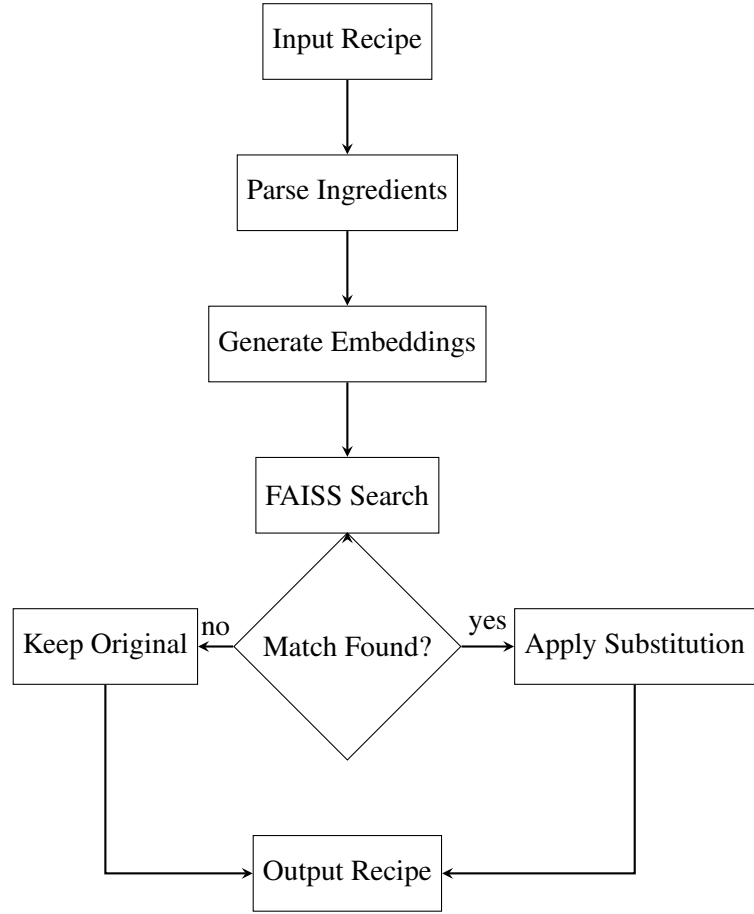 Input Recipe
Parse Ingredients
Generate Embeddings
FAISS Search
Keep Original
no
Match Found?
yes
Apply Substitution
Output Recipe